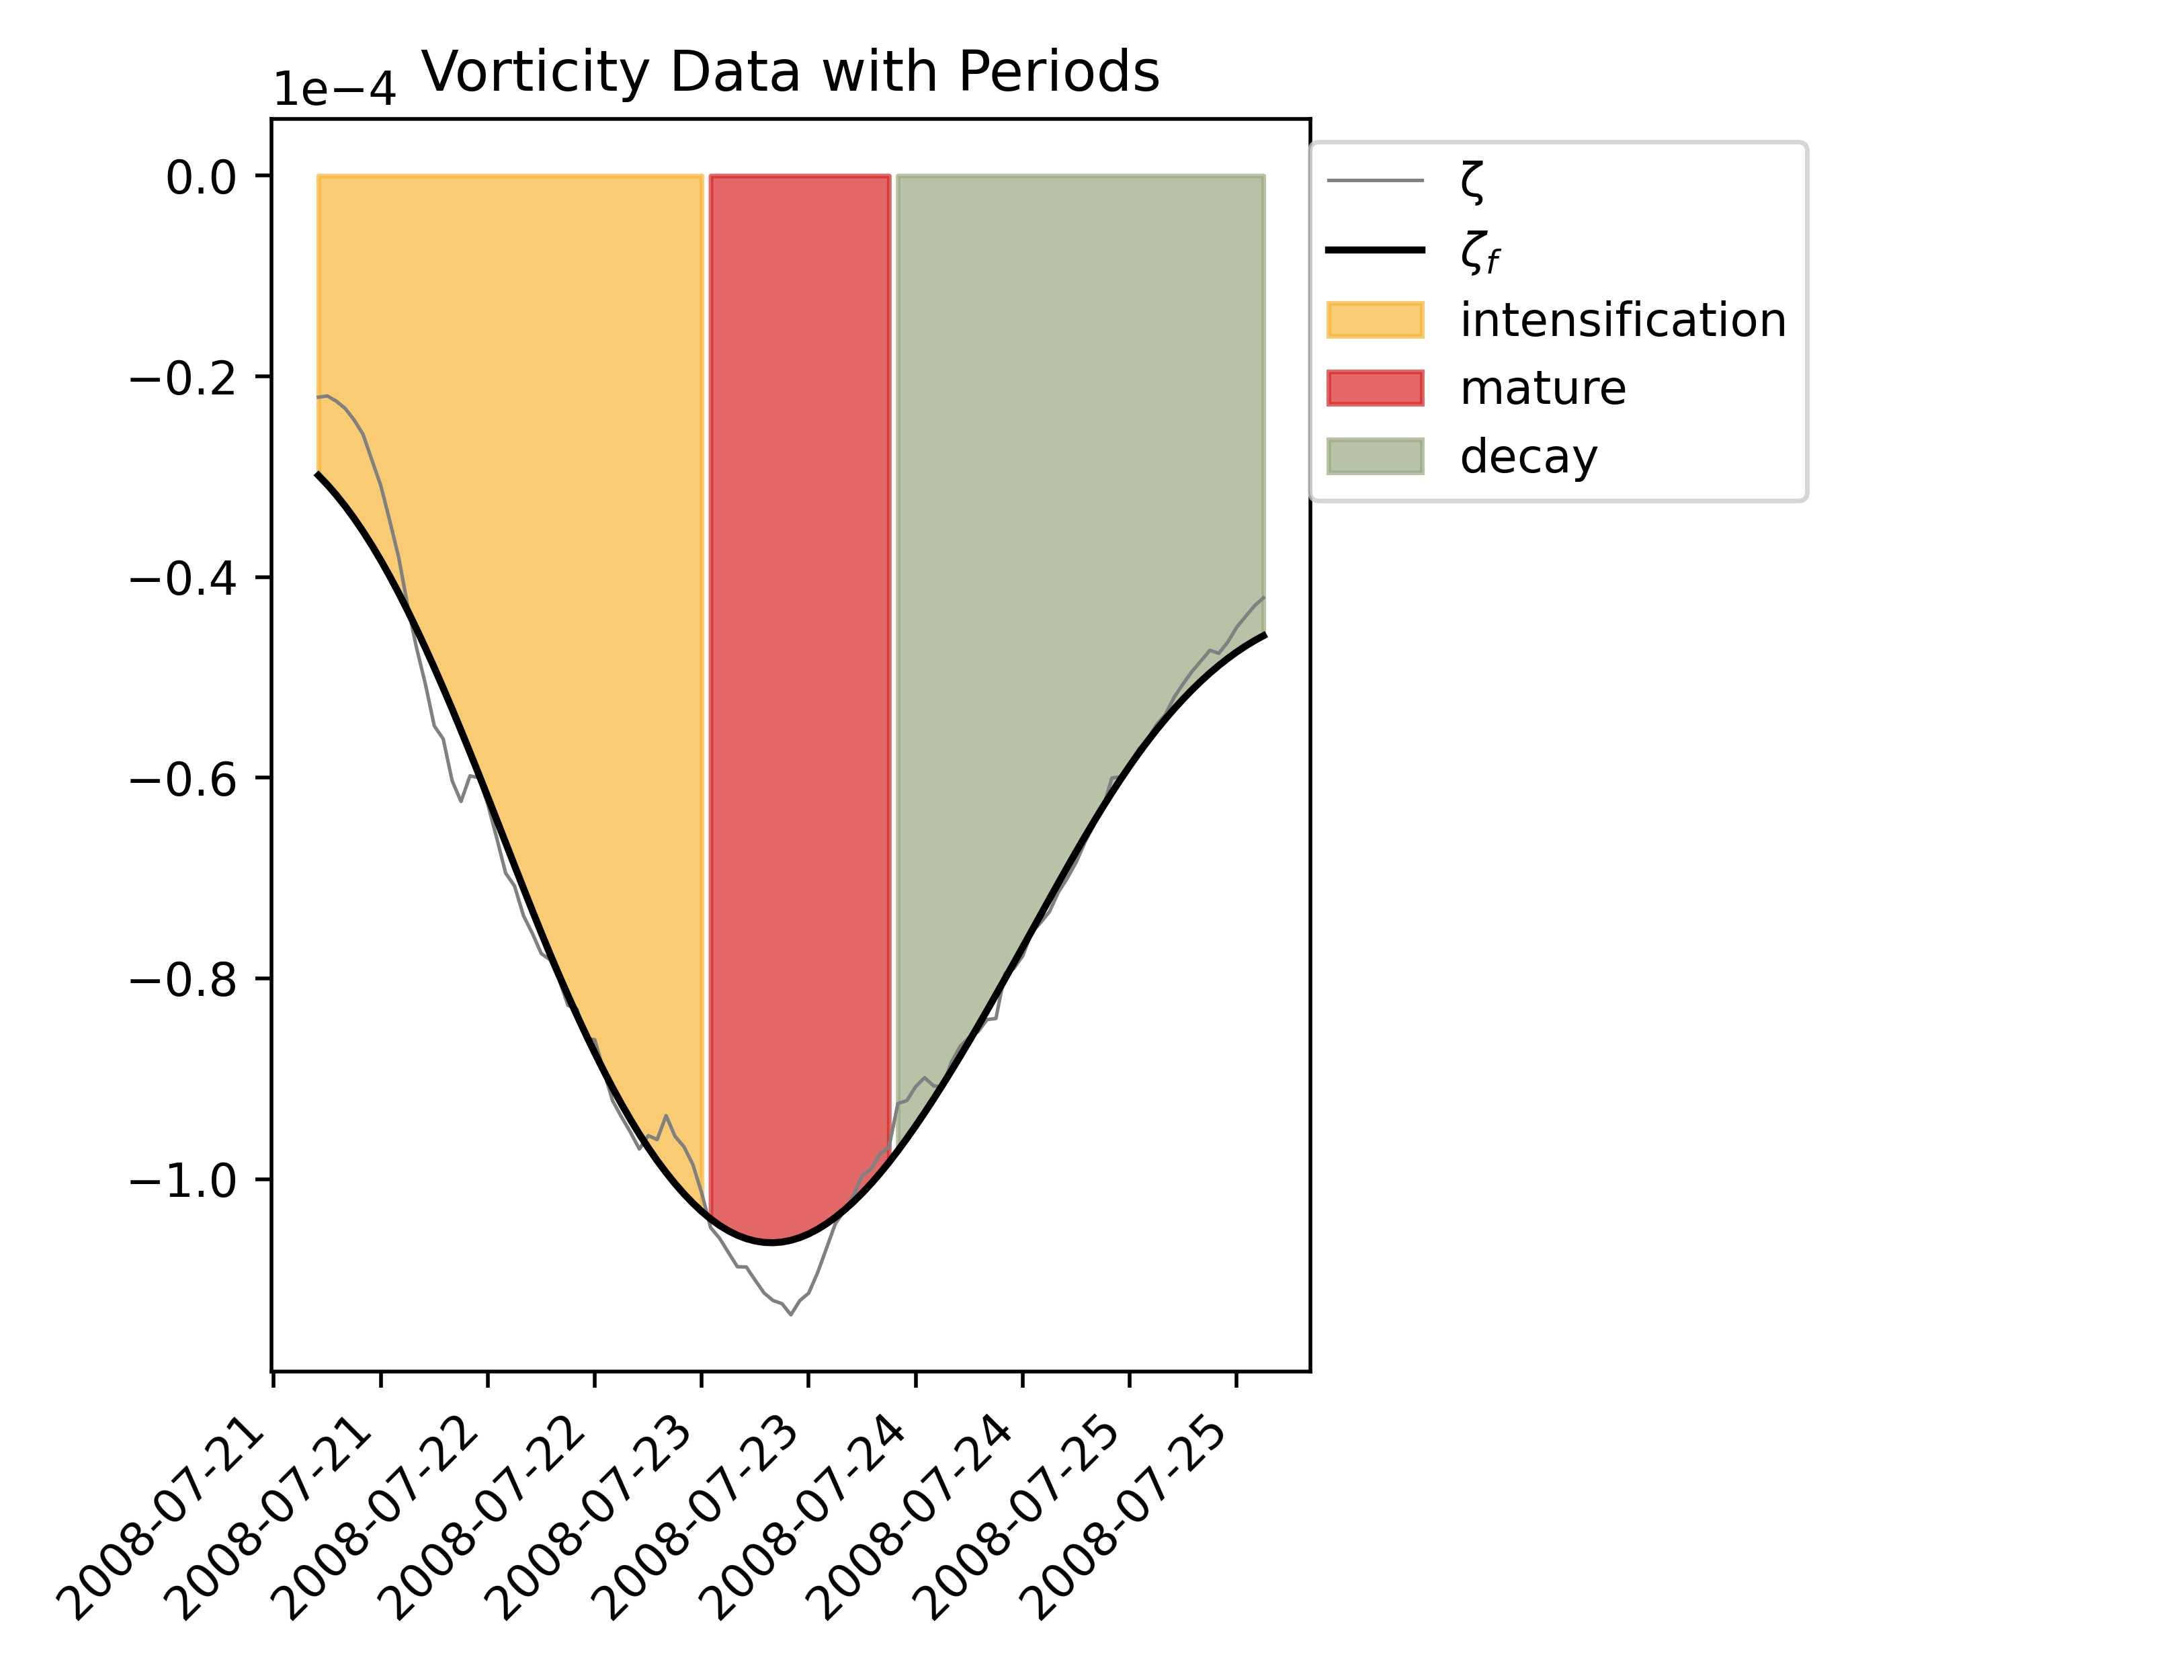 Vorticity Data with Periods
1e−4
0.0
−0.2
−0.4
−0.6
−0.8
−1.0
ζ
ζf
intensification
mature
decay
2008-07-21
2008-07-21
2008-07-22
2008-07-22
2008-07-23
2008-07-23
2008-07-24
2008-07-24
2008-07-25
2008-07-25